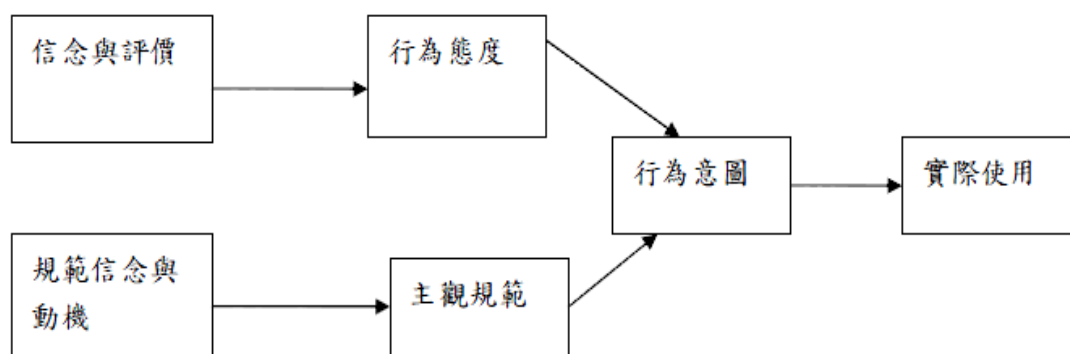 信念與評價
行為態度
行為意圖
實際使用
規範信念與
動機
主觀規範